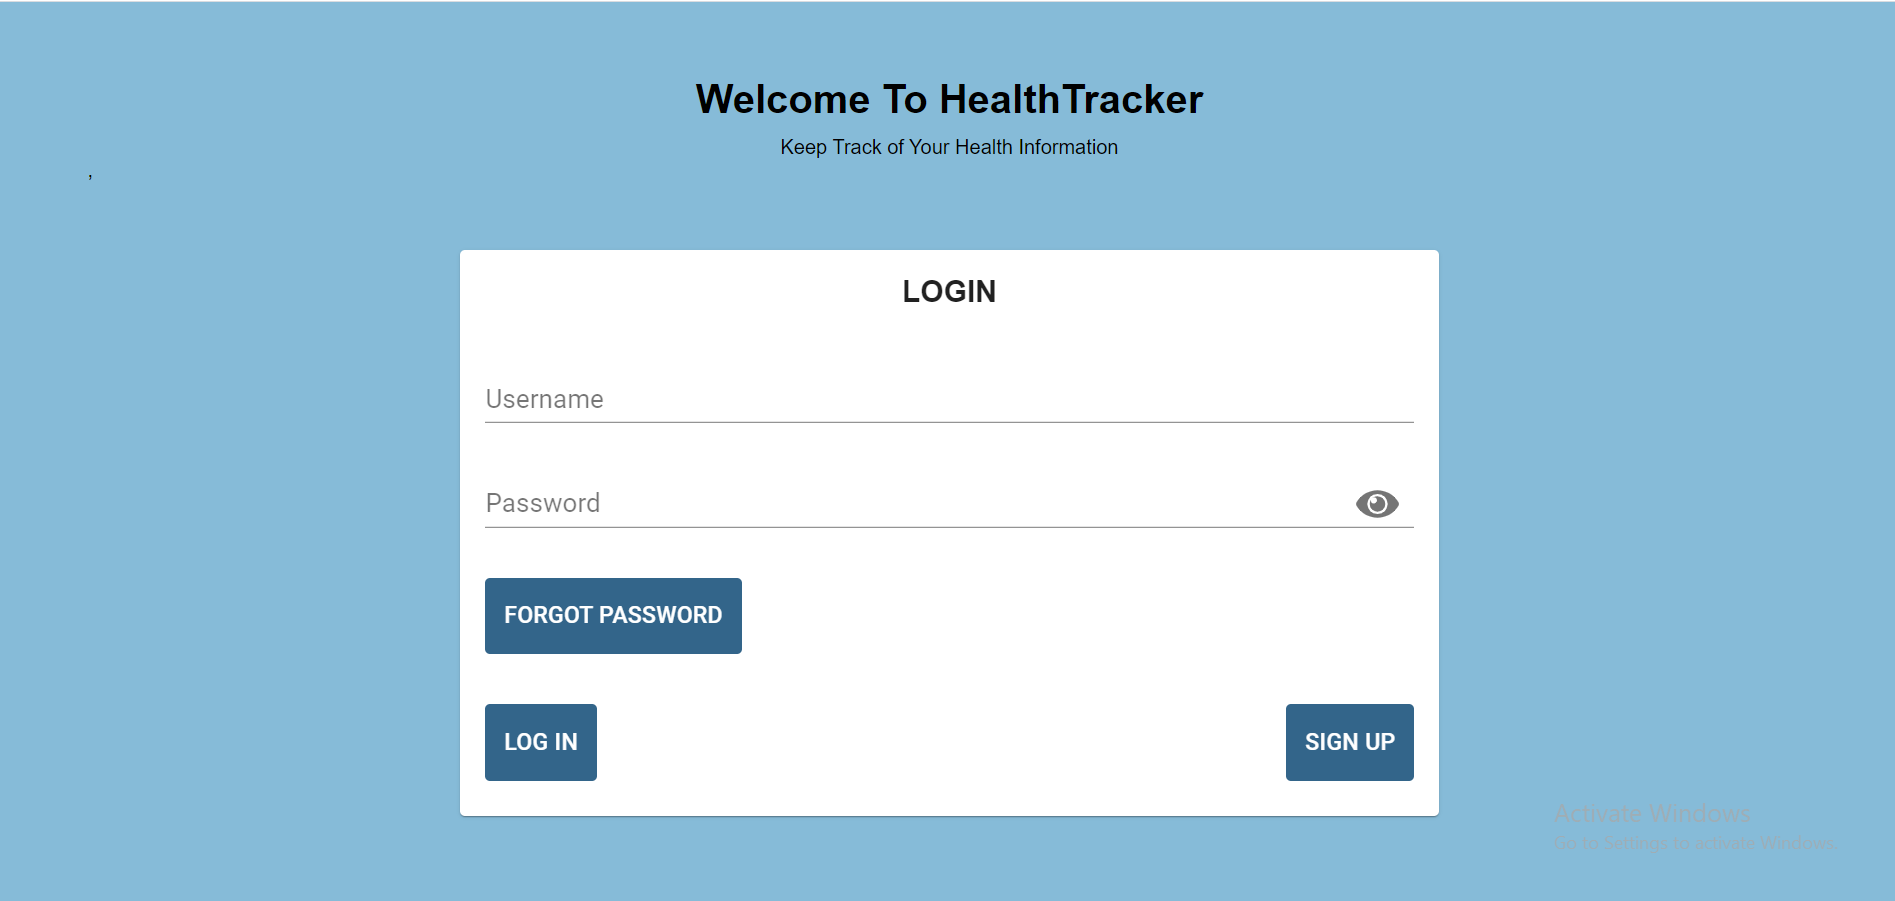 Welcome To HealthTracker
Keep Track of Your Health Information
,
LOGIN
Username
Password
FORGOT PASSWORD
LOG IN
SIGN UP
Activate Windows
Go to Settings to activate Windows.